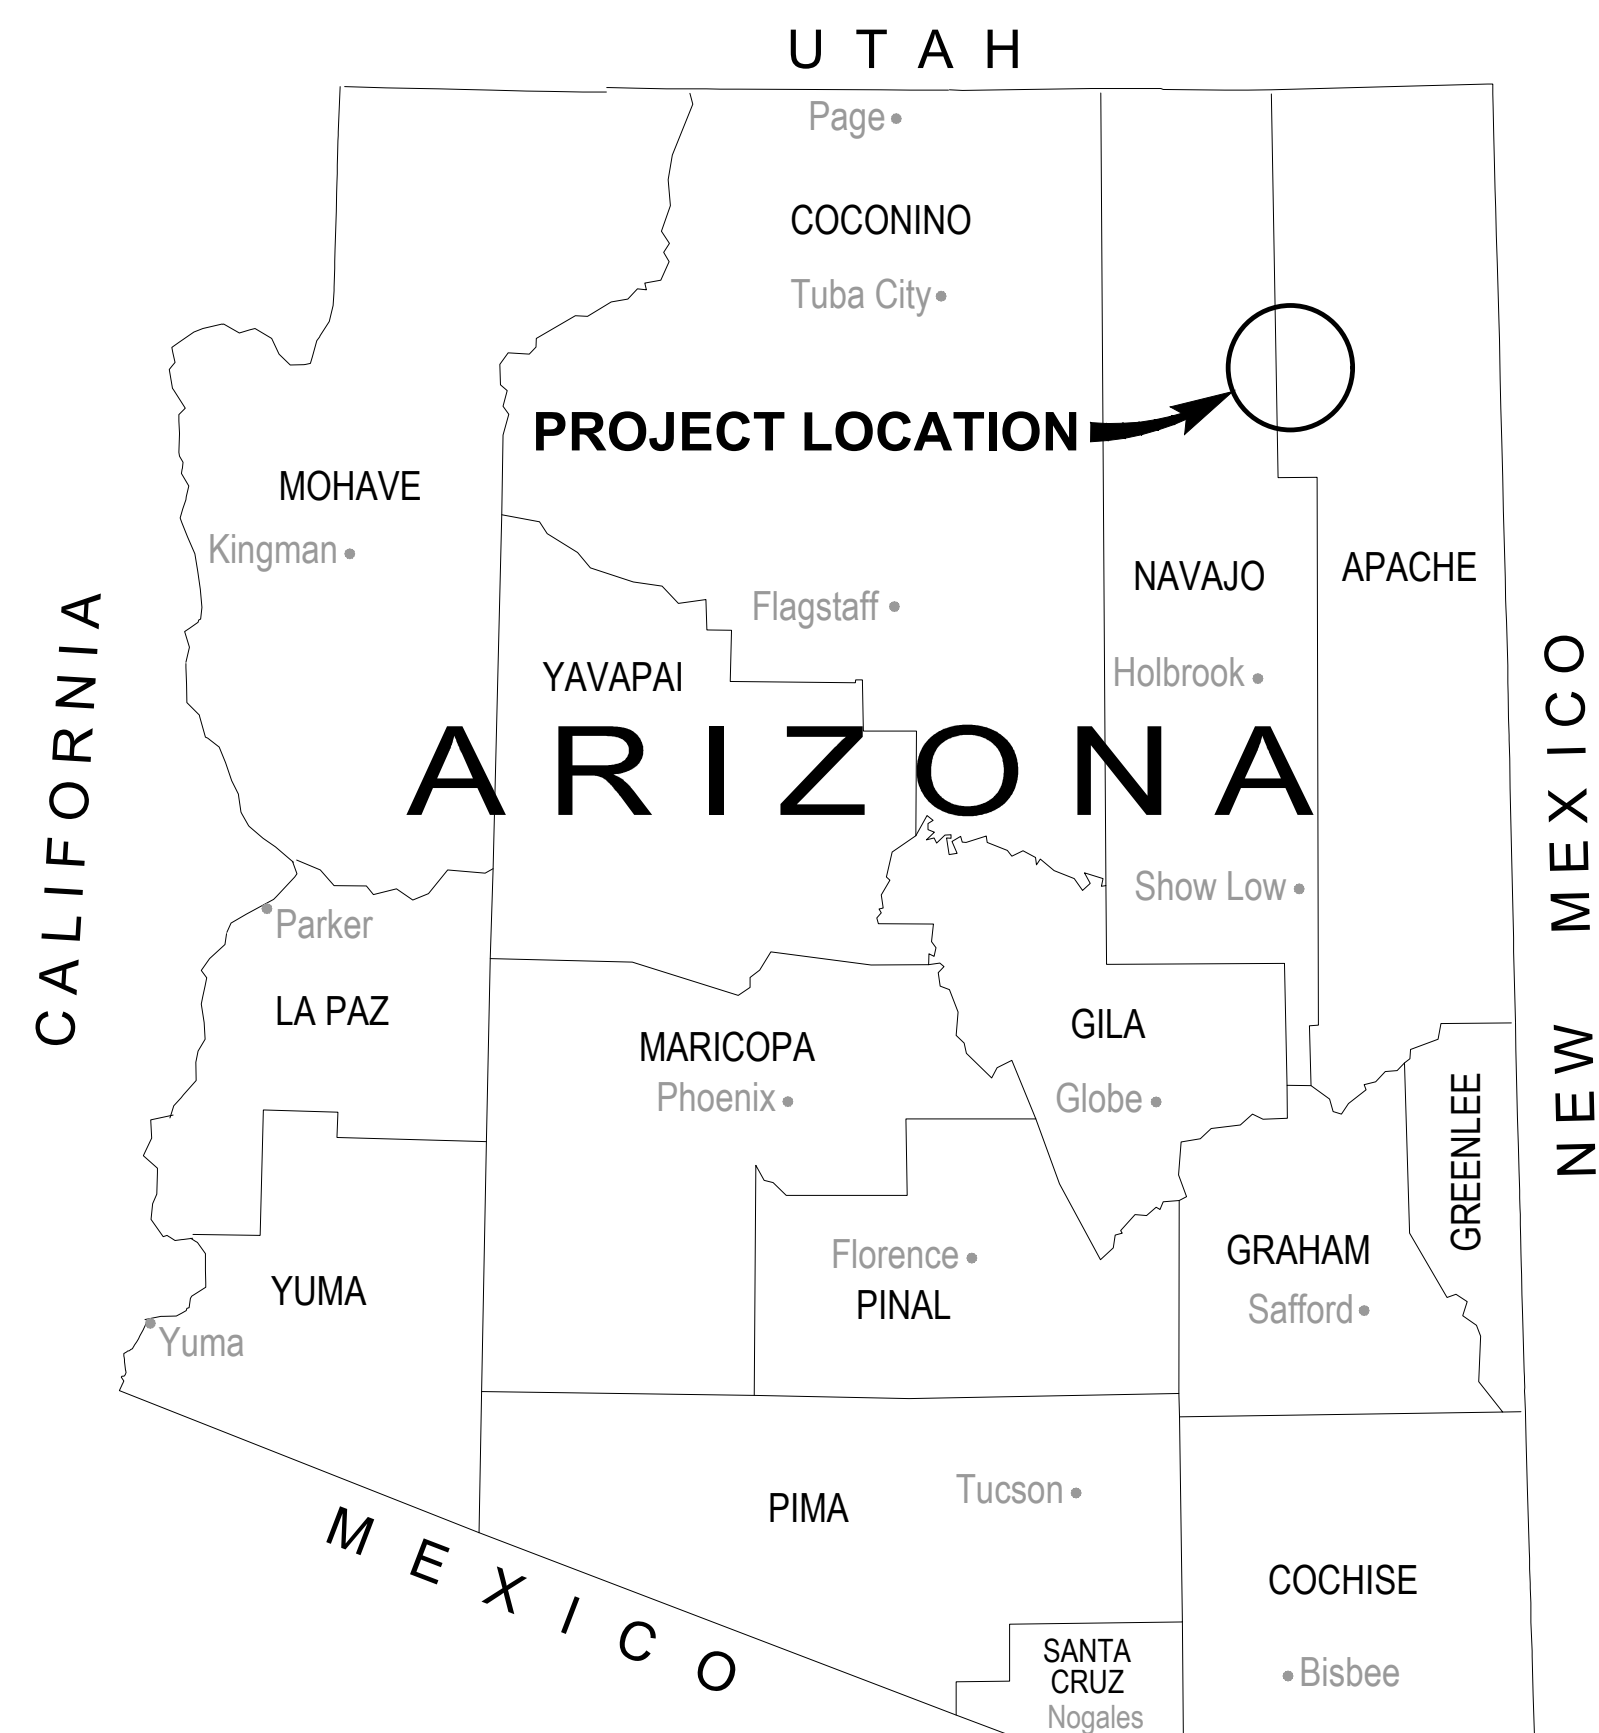 UTAH
Page
COCONINO
Tuba City
PROJECT LOCATION
MOHAVE
Kingman
NAVAJO
APACHE
Flagstaff
CALIFORNIA
YAVAPAI
Holbrook
NEW MEXICO
ARIZONA
Show Low
Parker
LA PAZ
MARICOPA
GILA
Phoenix
Globe
GREENLEE
Florence
GRAHAM
YUMA
PINAL
Safford
Yuma
PIMA
Tucson
MEXICO
COCHISE
SANTA
CRUZ
Bisbee
Nogales